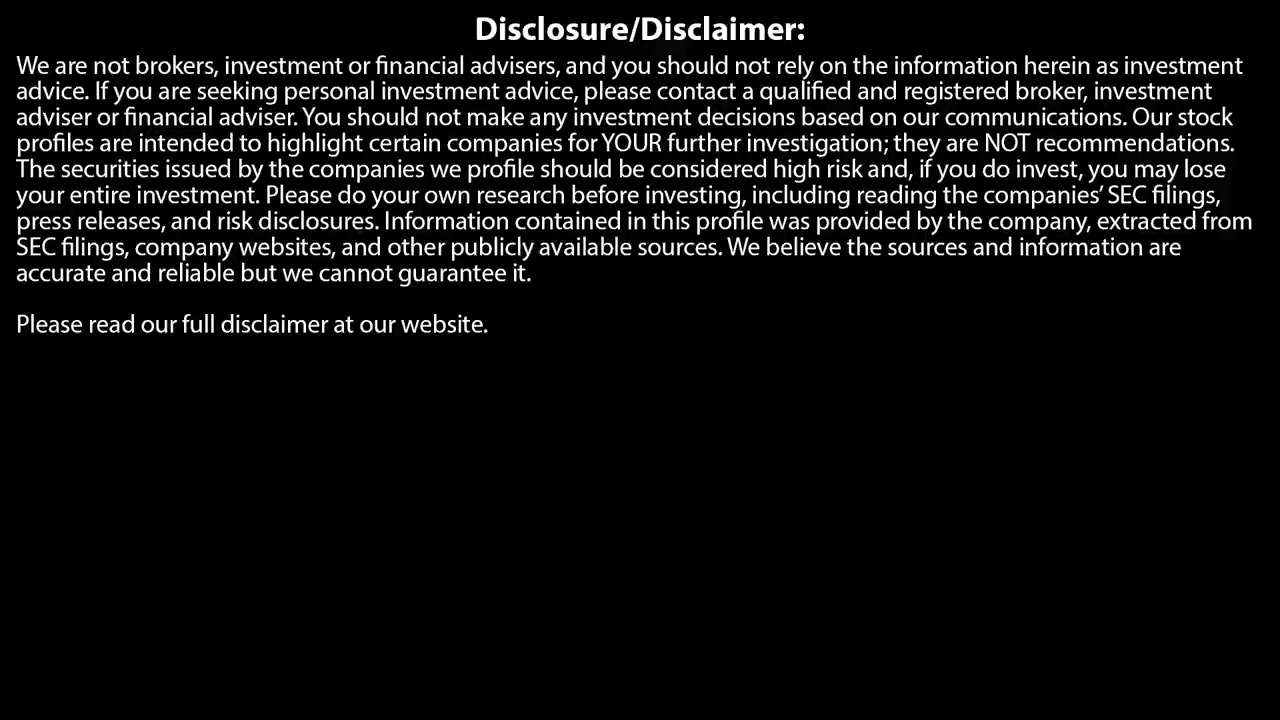 Disclosure/Disclaimer:
We are not brokers, investment or financial advisers, and you should not rely on the information herein as investment
advice. If you are seeking personal investment advice, please contact a qualified and registered broker, investment
adviser or financial adviser. You should not make any investment decisions based on our communications. Our stock
profiles are intended to highlight certain companies for YOUR further investigation; they are NOT recommendations.
The securities issued by the companies we profile should be considered high risk and, if you do invest, you may lose
your entire investment. Please do your own research before investing, including reading the companies’ SEC filings,
press releases, and risk disclosures. Information contained in this profile was provided by the company, extracted from
SEC filings, company websites, and other publicly available sources. We believe the sources and information are
accurate and reliable but we cannot guarantee it.
Please read our full disclaimer at our website.